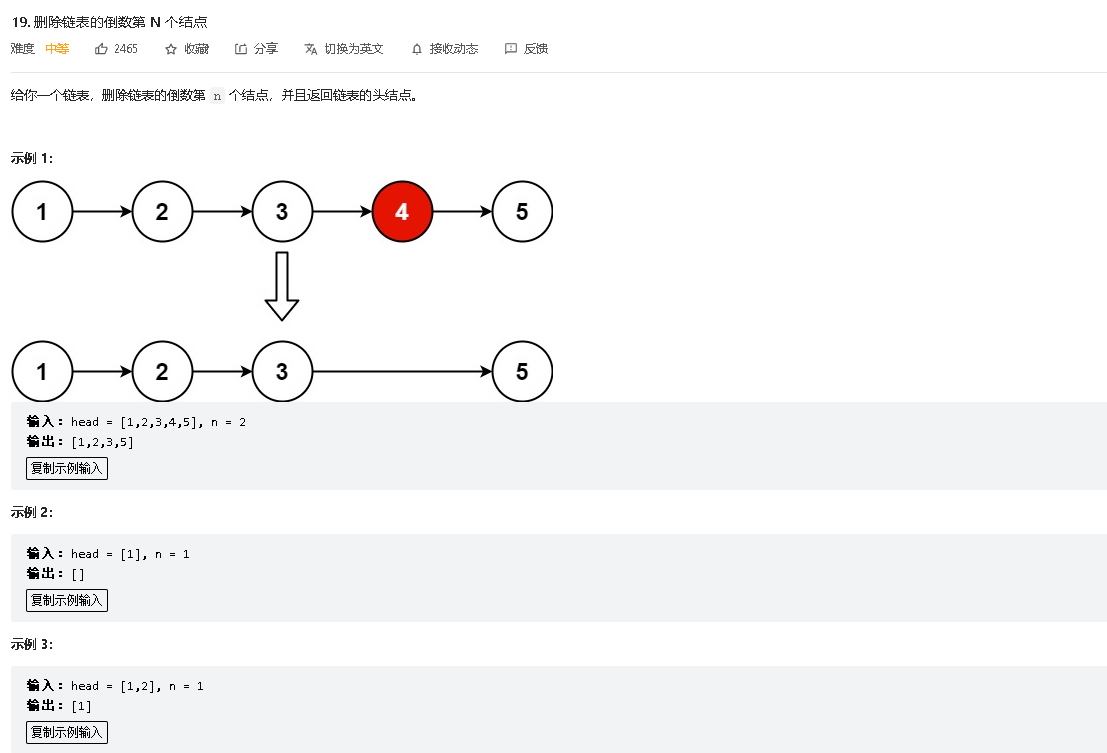 19. 删除链表的倒数第 N 个结点
难度 中等 2465 收藏 分享 切换为英文 接收动态 反馈
给你一个链表，删除链表的倒数第 n 个结点，并且返回链表的头结点。
示例 1：
1 2 3 4 5
1 2 3 5
输入：head = [1,2,3,4,5], n = 2
输出：[1,2,3,5]
复制示例输入
示例 2：
输入：head = [1], n = 1
输出：[]
复制示例输入
示例 3：
输入：head = [1,2], n = 1
输出：[1]
复制示例输入